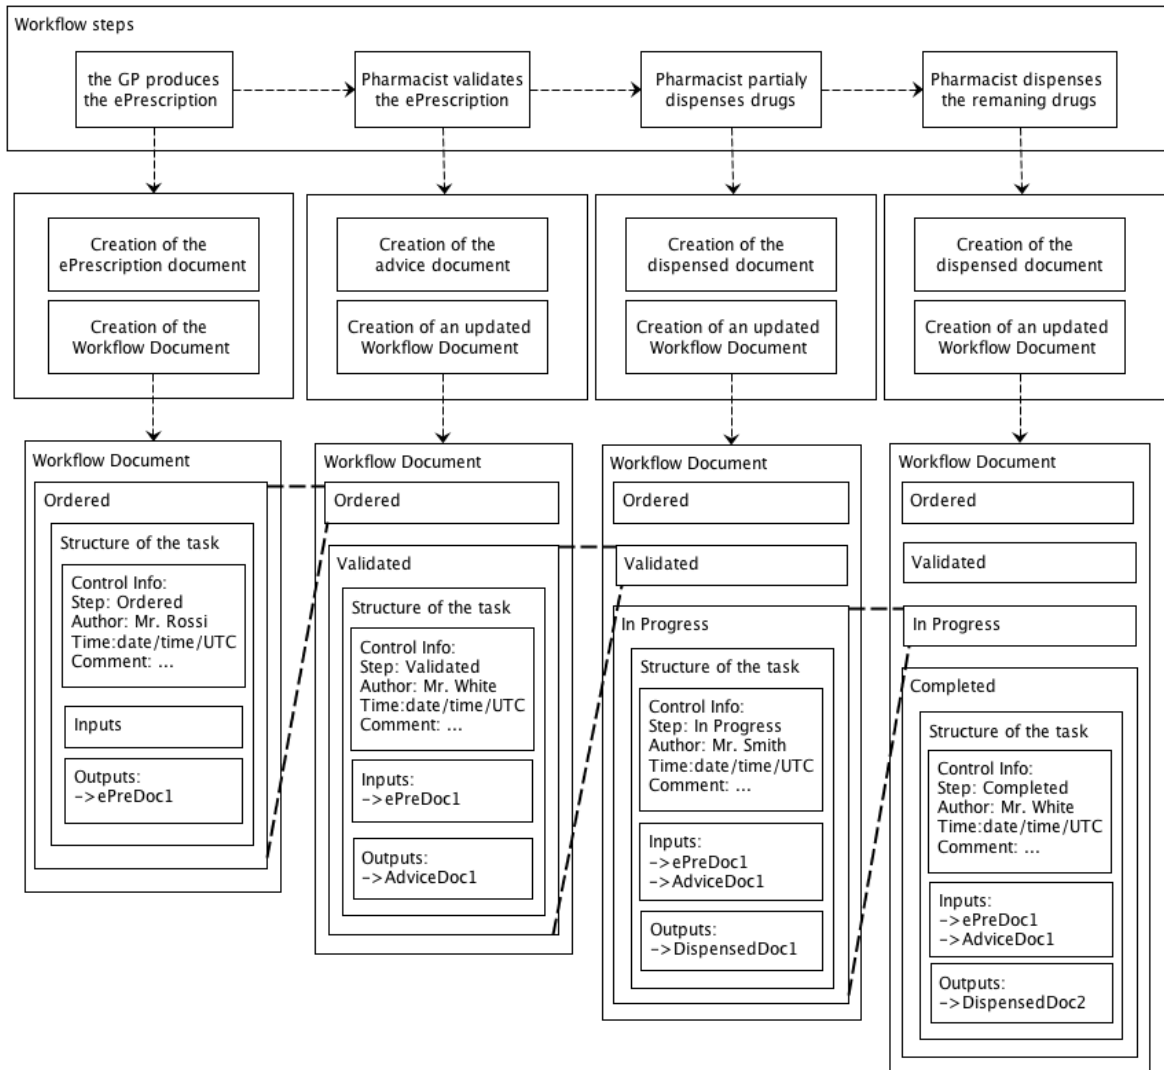 Workflow steps
the GP produces
the ePrescription
Pharmacist validates
the ePrescription
Pharmacist partialy
dispenses drugs
Pharmacist dispenses
the remaning drugs
Creation of the
ePrescription document
Creation of the
Workflow Document
Creation of the
advice document
Creation of an updated
Workflow Document
Creation of the
dispensed document
Creation of an updated
Workflow Document
Creation of the
dispensed document
Creation of an updated
Workflow Document
Workflow Document
Ordered
Structure of the task
Control Info:
Step: Ordered
Author: Mr. Rossi
Time:date/time/UTC
Comment: ...
Inputs
Outputs:
->ePreDoc1
Workflow Document
Ordered
Validated
Structure of the task
Control Info:
Step: Validated
Author: Mr. White
Time:date/time/UTC
Comment: ...
Inputs:
->ePreDoc1
Outputs:
->AdviceDoc1
Workflow Document
Ordered
Validated
In Progress
Structure of the task
Control Info:
Step: In Progress
Author: Mr. Smith
Time:date/time/UTC
Comment: ...
Inputs:
->ePreDoc1
->AdviceDoc1
Outputs:
->DispensedDoc1
Workflow Document
Ordered
Validated
In Progress
Completed
Structure of the task
Control Info:
Step: Completed
Author: Mr. White
Time:date/time/UTC
Comment: ...
Inputs:
->ePreDoc1
->AdviceDoc1
Outputs:
->DispensedDoc2